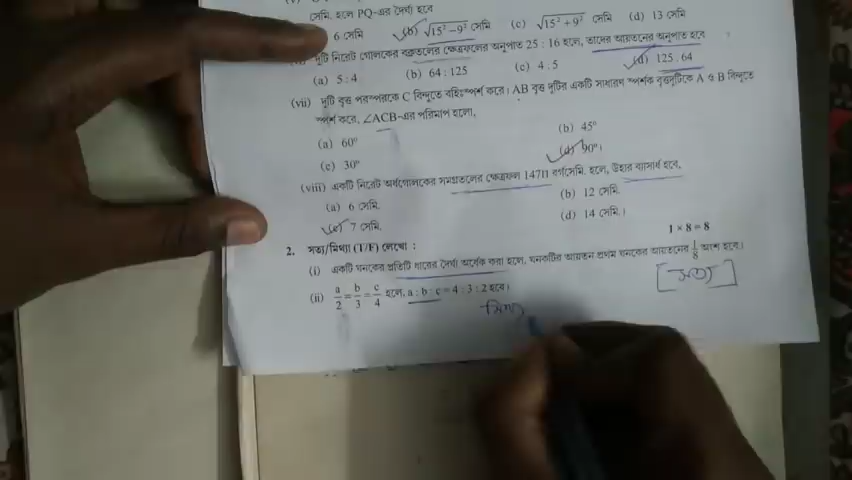 সেমি. হলে PQ-এর দৈর্ঘ্য হবে
6 সেমি (b) √15²−9² সেমি (c) √15²+9² সেমি (d) 13 সেমি
দুটি নিরেট গোলকের বক্রতলের ক্ষেত্রফলের অনুপাত 25 : 16 হলে, তাদের আয়তনের অনুপাত হবে
(a) 5 : 4 (b) 64 : 125 (c) 4 : 5 (d) 125 : 64
(vii) দুটি বৃত্ত পরস্পরকে C বিন্দুতে বহিঃস্পর্শ করে। AB বৃত্ত দুটির একটি সাধারণ স্পর্শক বৃত্তদুটিকে A ও B বিন্দুতে
স্পর্শ করে, ∠ACB-এর পরিমাপ হলো,
(a) 60° (b) 45°
(c) 30° (d) 90°।
(viii) একটি নিরেট অর্ধগোলকের সমগ্রতলের ক্ষেত্রফল 147Π বর্গসেমি. হলে, উহার ব্যাসার্ধ হবে,
(a) 6 সেমি. (b) 12 সেমি.
(c) 7 সেমি. (d) 14 সেমি.।
1 × 8 = 8
2. সত্য/মিথ্যা (T/F) লেখো :
(i) একটি ঘনকের প্রতিটি ধারের দৈর্ঘ্য অর্ধেক করা হলে, ঘনকটির আয়তন প্রথম ঘনকের আয়তনের 1/8 অংশ হবে।
[সত্য]
(ii) a/2 = b/3 = c/4 হলে, a : b : c = 4 : 3 : 2 হবে।
মিথ্যা